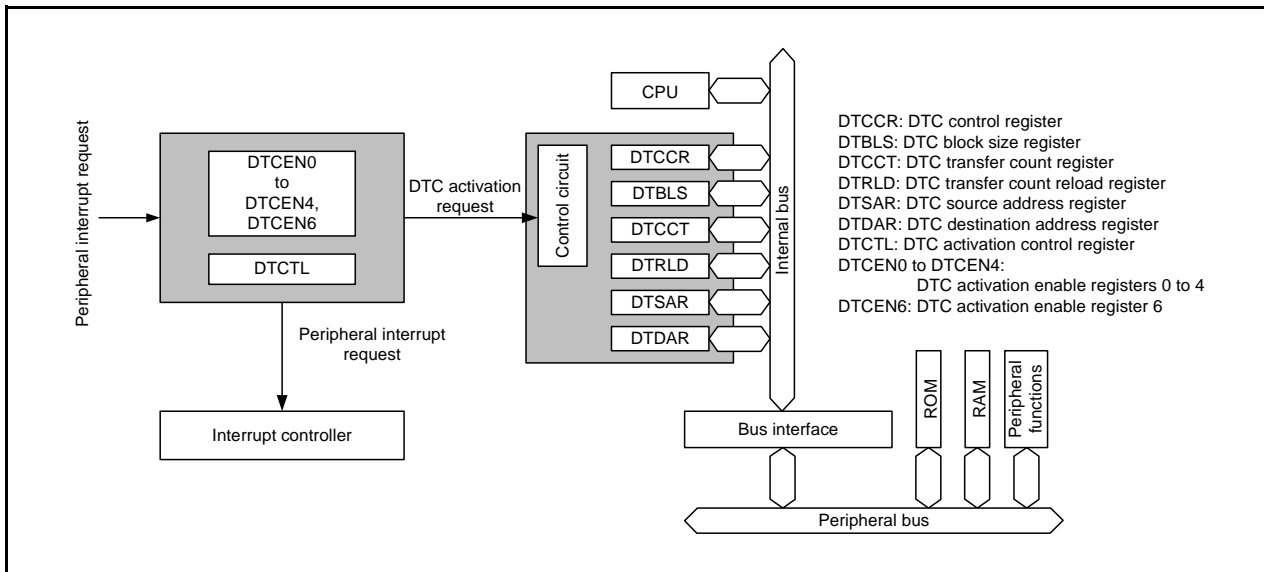 Peripheral interrupt request
DTCEN0
to
DTCEN4,
DTCEN6
DTCTL
DTC activation
request
Peripheral interrupt
request
Interrupt controller
CPU
Control circuit
DTCCR
DTBLS
DTCCT
DTRLD
DTSAR
DTDAR
Internal bus
DTCCR: DTC control register
DTBLS: DTC block size register
DTCCT: DTC transfer count register
DTRLD: DTC transfer count reload register
DTSAR: DTC source address register
DTDAR: DTC destination address register
DTCTL: DTC activation control register
DTCEN0 to DTCEN4:
DTC activation enable registers 0 to 4
DTCEN6: DTC activation enable register 6
Bus interface
ROM
RAM
Peripheral
functions
Peripheral bus